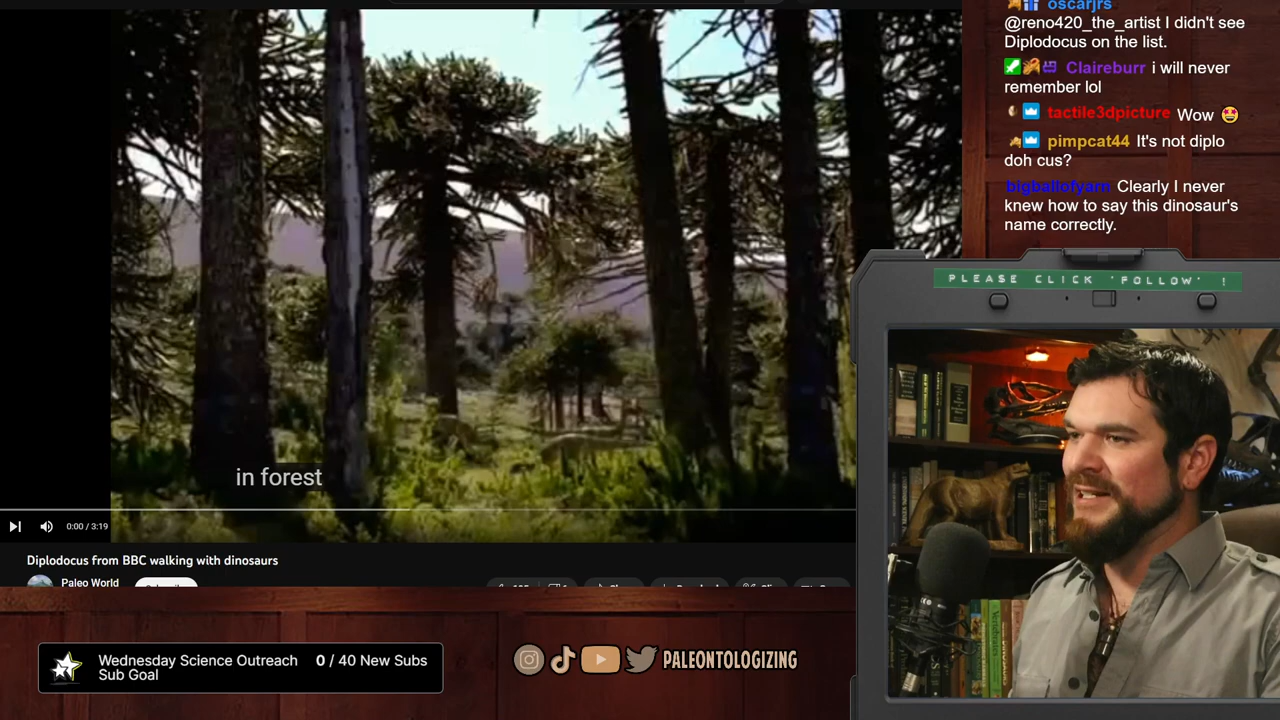 oscarjrs
@reno420_the_artist I didn't see
Diplodocus on the list.
Claireburr i will never
remember lol
tactile3dpicture Wow
pimpcat44 It's not diplo
doh cus?
bigballofyarn Clearly I never
knew how to say this dinosaur's
name correctly.
PLEASE CLICK 'FOLLOW' !
in forest
0:00 / 3:19
Diplodocus from BBC walking with dinosaurs
Paleo World
Wednesday Science Outreach 0 / 40 New Subs
Sub Goal
PALEONTOLOGIZING